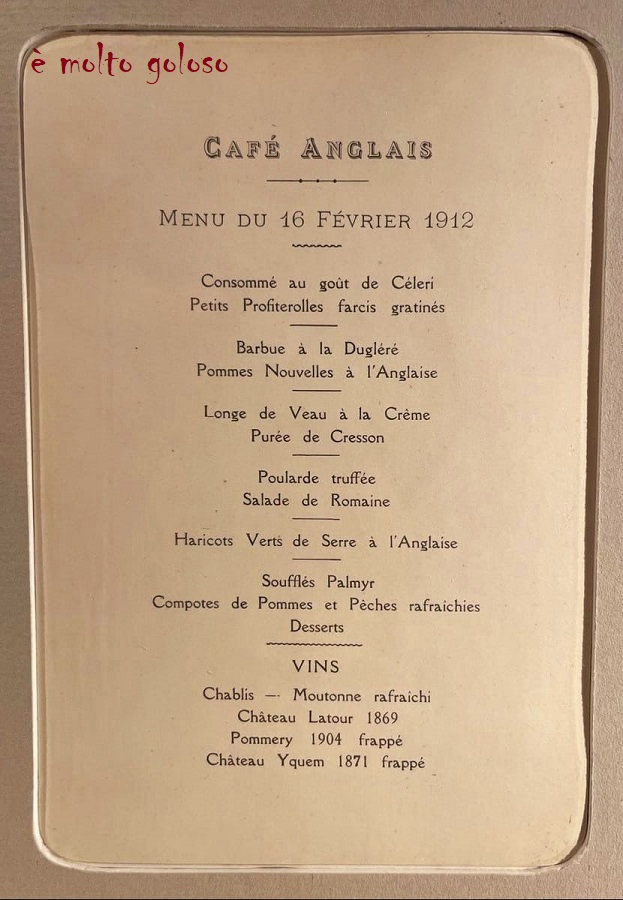 è molto goloso
CAFÉ ANGLAIS
MENU DU 16 FÉVRIER 1912
Consommé au goût de Céleri
Petits Profiterolles farcis gratinés
Barbue à la Dugléré
Pommes Nouvelles à l'Anglaise
Longe de Veau à la Crème
Purée de Cresson
Poularde truffée
Salade de Romaine
Haricots Verts de Serre à l'Anglaise
Soufflés Palmyr
Compotes de Pommes et Pèches rafraichies
Desserts
VINS
Chablis — Moutonne rafraichi
Château Latour 1869
Pommery 1904 frappé
Château Yquem 1871 frappé